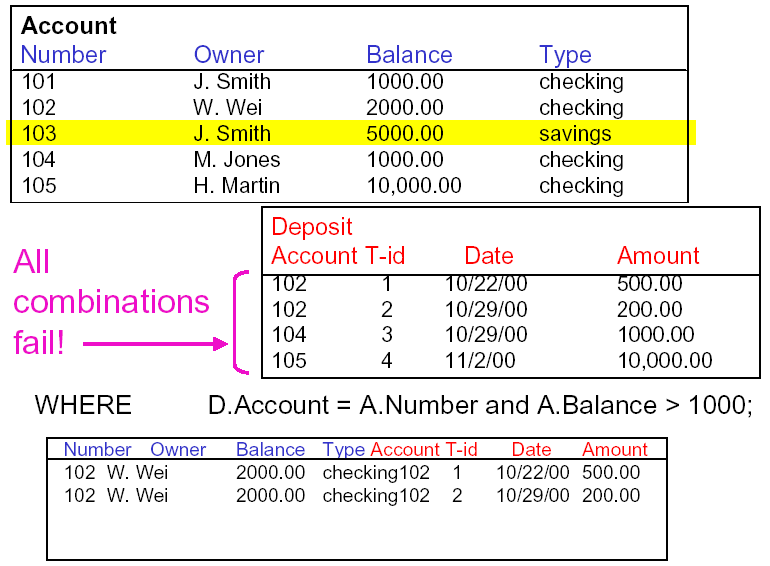 Account
Number Owner Balance Type
101 J. Smith 1000.00 checking
102 W. Wei 2000.00 checking
103 J. Smith 5000.00 savings
104 M. Jones 1000.00 checking
105 H. Martin 10,000.00 checking
Deposit
Account T-id Date Amount
102 1 10/22/00 500.00
102 2 10/29/00 200.00
104 3 10/29/00 1000.00
105 4 11/2/00 10,000.00
All
combinations
fail!
WHERE D.Account = A.Number and A.Balance > 1000;
Number Owner Balance Type Account T-id Date Amount
102 W. Wei 2000.00 checking102 1 10/22/00 500.00
102 W. Wei 2000.00 checking102 2 10/29/00 200.00